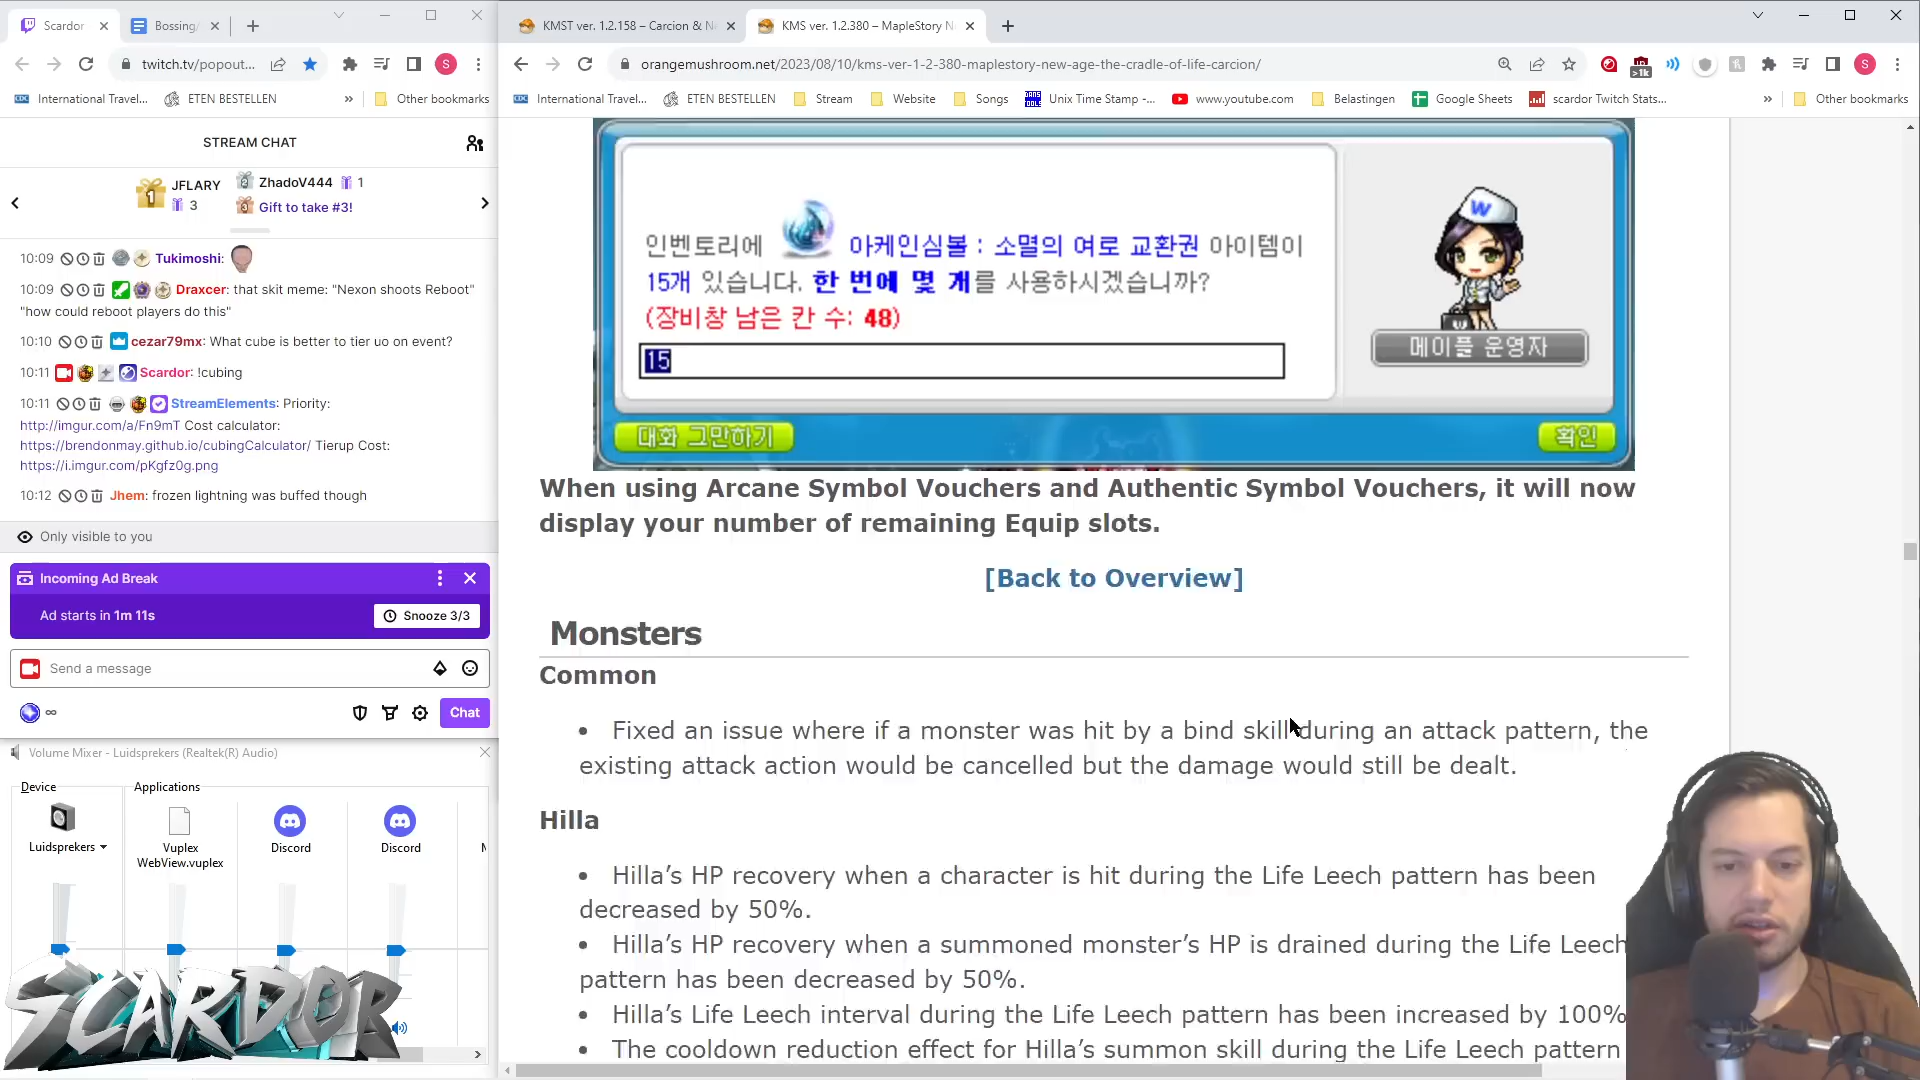 Scardor
Bossing/
KMST ver. 1.2.158 – Carcion & Ni
KMS ver. 1.2.380 – MapleStory N
twitch.tv/popout...
S
orangemushroom.net/2023/08/10/kms-ver-1-2-380-maplestory-new-age-the-cradle-of-life-carcion/
>1k
S
International Travel...
ETEN BESTELLEN
»
Other bookmarks
International Travel...
ETEN BESTELLEN
Stream
Website
Songs
Unix Time Stamp -...
www.youtube.com
Belastingen
Google Sheets
scardor Twitch Stats...
»
Other bookmarks
STREAM CHAT
1
JFLARY
3
2
ZhadoV444
1
3
Gift to take #3!
10:09 Tukimoshi:
10:09 Draxcer: that skit meme: "Nexon shoots Reboot"
"how could reboot players do this"
10:10 cezar79mx: What cube is better to tier uo on event?
10:11 Scardor: !cubing
10:11 StreamElements: Priority:
http://imgur.com/a/Fn9mT Cost calculator:
https://brendonmay.github.io/cubingCalculator/ Tierup Cost:
https://i.imgur.com/pKgfz0g.png
10:12 Jhem: frozen lightning was buffed though
Only visible to you
Incoming Ad Break
Ad starts in 1m 11s
Snooze 3/3
Send a message
∞
Chat
Volume Mixer - Luidsprekers (Realtek(R) Audio)
Device
Applications
Luidsprekers
Vuplex
WebView.vuplex
Discord
Discord
SCARDOR
인벤토리에 아케인심볼 : 소멸의 여로 교환권 아이템이
15개 있습니다. 한 번에 몇 개를 사용하시겠습니까?
(장비창 남은 칸 수: 48)
15
W
메이플 운영자
대화 그만하기
확인
When using Arcane Symbol Vouchers and Authentic Symbol Vouchers, it will now
display your number of remaining Equip slots.
[Back to Overview]
Monsters
Common
• Fixed an issue where if a monster was hit by a bind skill during an attack pattern, the
existing attack action would be cancelled but the damage would still be dealt.
Hilla
• Hilla’s HP recovery when a character is hit during the Life Leech pattern has been
decreased by 50%.
• Hilla’s HP recovery when a summoned monster’s HP is drained during the Life Leech
pattern has been decreased by 50%.
• Hilla’s Life Leech interval during the Life Leech pattern has been increased by 100%
• The cooldown reduction effect for Hilla’s summon skill during the Life Leech pattern